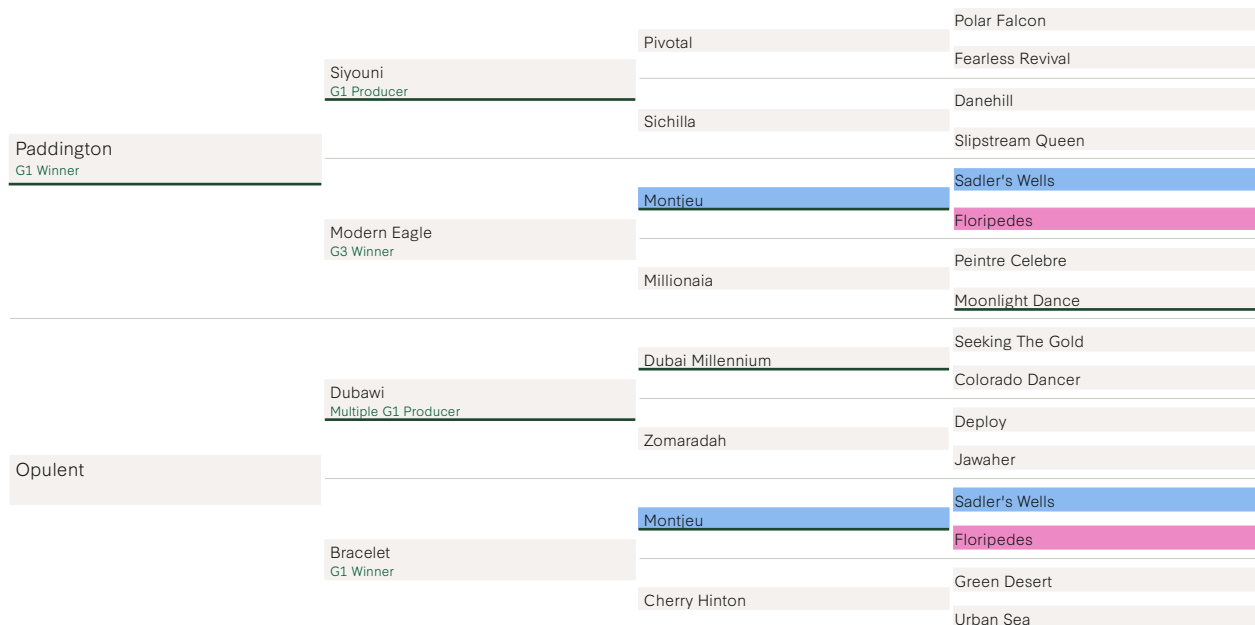 Paddington
G1 Winner
Opulent
Siyouni
G1 Producer
Modern Eagle
G3 Winner
Dubawi
Multiple G1 Producer
Bracelet
G1 Winner
Pivotal
Sichilla
Montjeu
Millionaia
Dubai Millennium
Zomaradah
Montjeu
Cherry Hinton
Polar Falcon
Fearless Revival
Danehill
Slipstream Queen
Sadler's Wells
Floripedes
Peintre Celebre
Moonlight Dance
Seeking The Gold
Colorado Dancer
Deploy
Jawaher
Sadler's Wells
Floripedes
Green Desert
Urban Sea